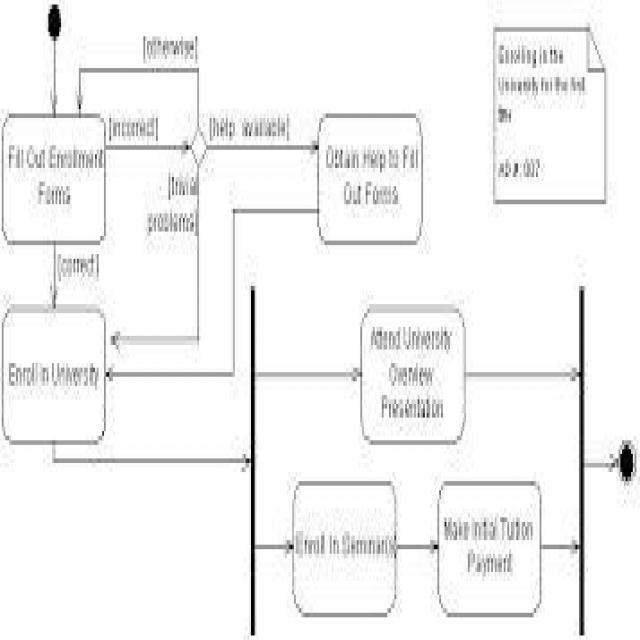 [otherwise]
[incorrect]
[help available]
Fill Out Enrollment
Forms
Obtain Help to Fill
Out Forms
[trivial
problems]
[correct]
Enroll in University
Enrolling in the
University for the first
time
AD #: 007
Attend University
Overview
Presentation
Enroll In Seminar(s)
Make Initial Tuition
Payment